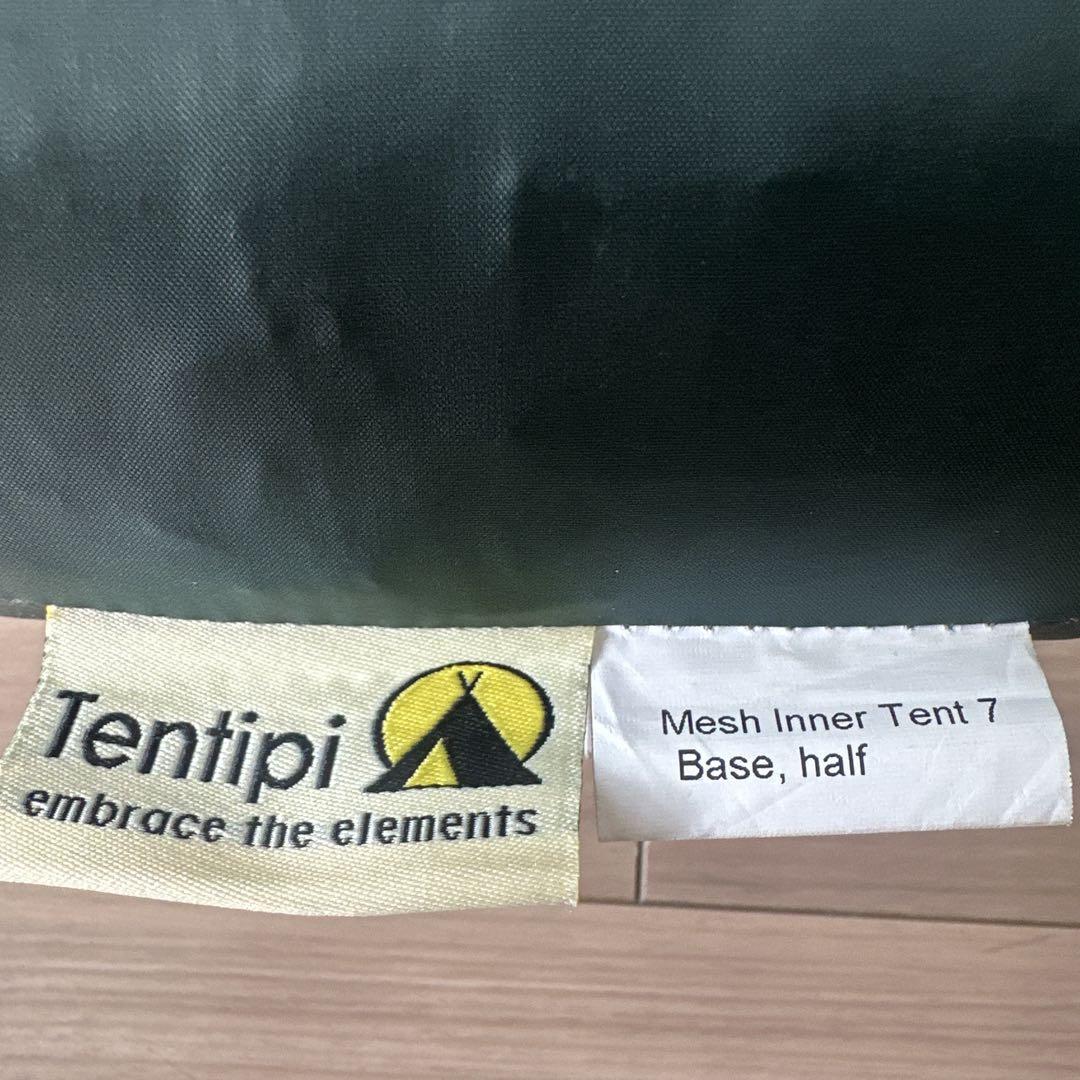 Tentipi
embrace the elements
Mesh Inner Tent 7
Base, half